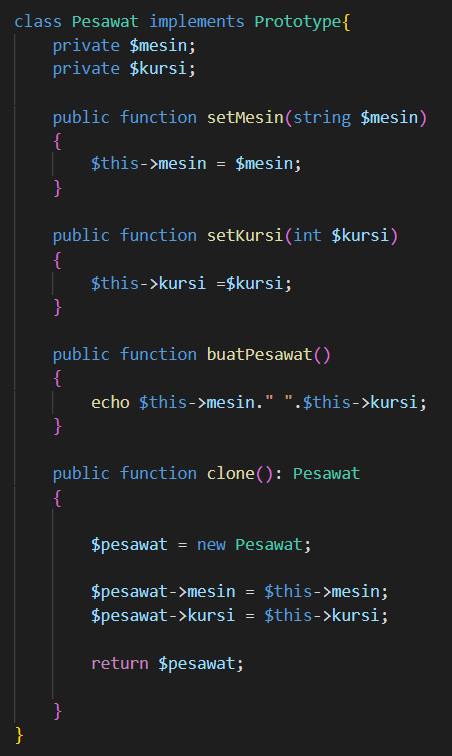 class Pesawat implements Prototype{
private $mesin;
private $kursi;
public function setMesin(string $mesin)
{
$this->mesin = $mesin;
}
public function setKursi(int $kursi)
{
$this->kursi =$kursi;
}
public function buatPesawat()
{
echo $this->mesin." ".$this->kursi;
}
public function clone(): Pesawat
{
$pesawat = new Pesawat;
$pesawat->mesin = $this->mesin;
$pesawat->kursi = $this->kursi;
return $pesawat;
}
}